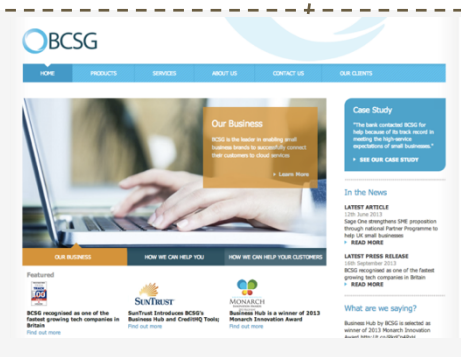 BCSG
HOME PRODUCTS SERVICES ABOUT US CONTACT US OUR CLIENTS
Our Business
BCSG is the leader in enabling small
business brands to successfully connect
their customers to cloud services
Learn More
OUR BUSINESS HOW WE CAN HELP YOU HOW WE CAN HELP YOUR CUSTOMERS
Featured
100
BCSG recognised as one of the
fastest growing tech companies in
Britain
Find out more
SUNTRUST
SunTrust Introduces BCSG's
Business Hub and CreditHQ Tools;
Find out more
MONARCH
Business Hub is a winner of 2013
Monarch Innovation Award
Find out more
Case Study
"The bank contacted BCSG for
help because of its track record in
meeting the high-service
expectations of small businesses."
SEE OUR CASE STUDY
In the News
LATEST ARTICLE
12th June 2013
Sage One strengthens SME proposition
through national Partner Programme to
help UK small businesses
READ MORE
LATEST PRESS RELEASE
16th September 2013
BCSG recognised as one of the fastest
growing tech companies in Britain
READ MORE
What are we saying?
Business Hub by BCSG is selected as
winner of 2013 Monarch Innovation